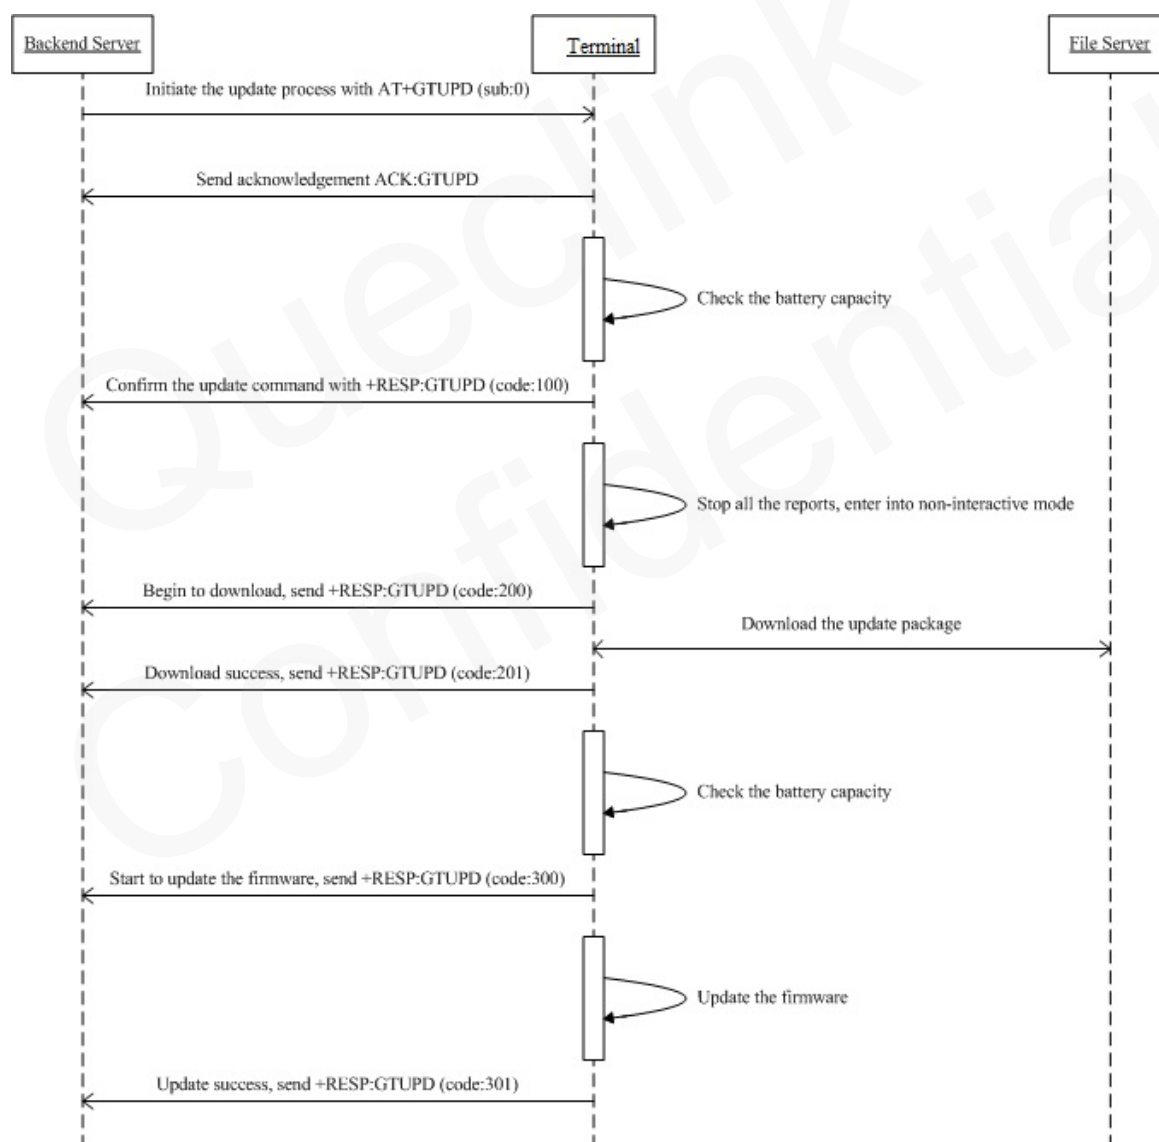 Backend Server
Terminal
File Server
Initiate the update process with AT+GTUPD (sub:0)
Send acknowledgement ACK:GTUPD
Check the battery capacity
Confirm the update command with +RESP:GTUPD (code:100)
Stop all the reports, enter into non-interactive mode
Begin to download, send +RESP:GTUPD (code:200)
Download the update package
Download success, send +RESP:GTUPD (code:201)
Check the battery capacity
Start to update the firmware, send +RESP:GTUPD (code:300)
Update the firmware
Update success, send +RESP:GTUPD (code:301)
Queclink
Confidential